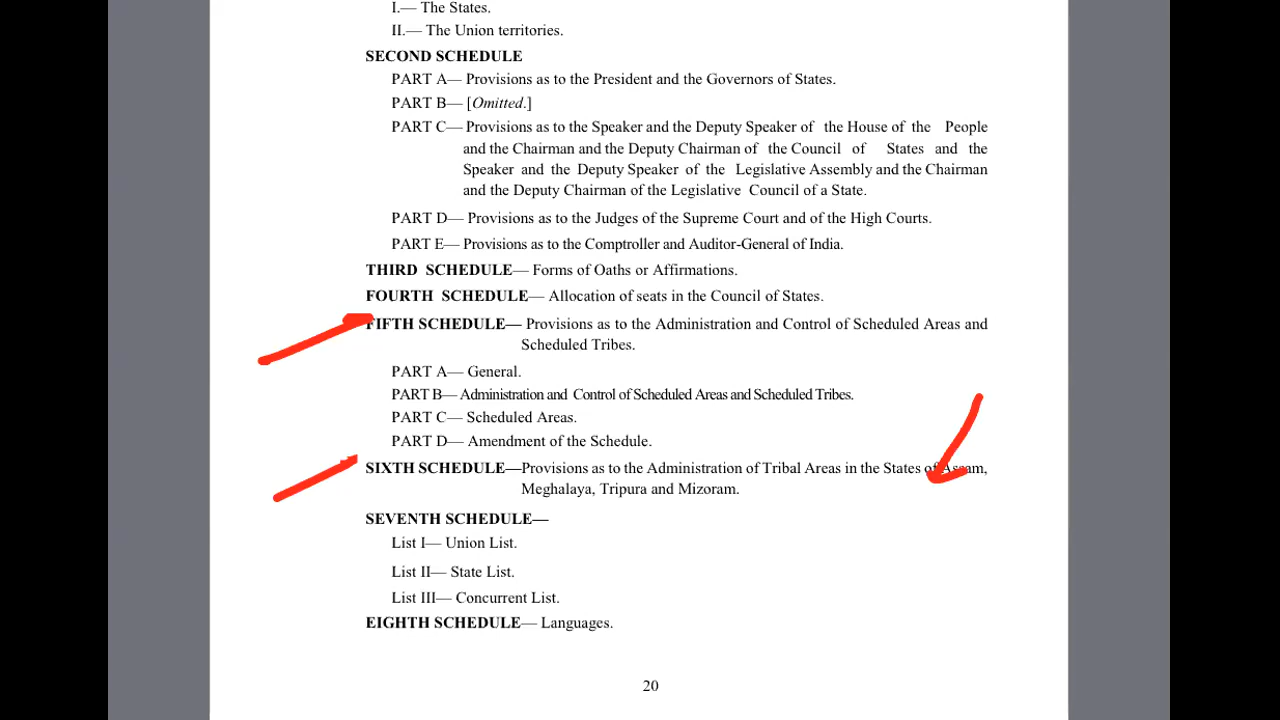 I.— The States.
II.— The Union territories.
SECOND SCHEDULE
PART A— Provisions as to the President and the Governors of States.
PART B— [Omitted.]
PART C— Provisions as to the Speaker and the Deputy Speaker of the House of the People
and the Chairman and the Deputy Chairman of the Council of States and the
Speaker and the Deputy Speaker of the Legislative Assembly and the Chairman
and the Deputy Chairman of the Legislative Council of a State.
PART D— Provisions as to the Judges of the Supreme Court and of the High Courts.
PART E— Provisions as to the Comptroller and Auditor-General of India.
THIRD SCHEDULE— Forms of Oaths or Affirmations.
FOURTH SCHEDULE— Allocation of seats in the Council of States.
FIFTH SCHEDULE— Provisions as to the Administration and Control of Scheduled Areas and
Scheduled Tribes.
PART A— General.
PART B— Administration and Control of Scheduled Areas and Scheduled Tribes.
PART C— Scheduled Areas.
PART D— Amendment of the Schedule.
SIXTH SCHEDULE—Provisions as to the Administration of Tribal Areas in the States of Assam,
Meghalaya, Tripura and Mizoram.
SEVENTH SCHEDULE—
List I— Union List.
List II— State List.
List III— Concurrent List.
EIGHTH SCHEDULE— Languages.
20